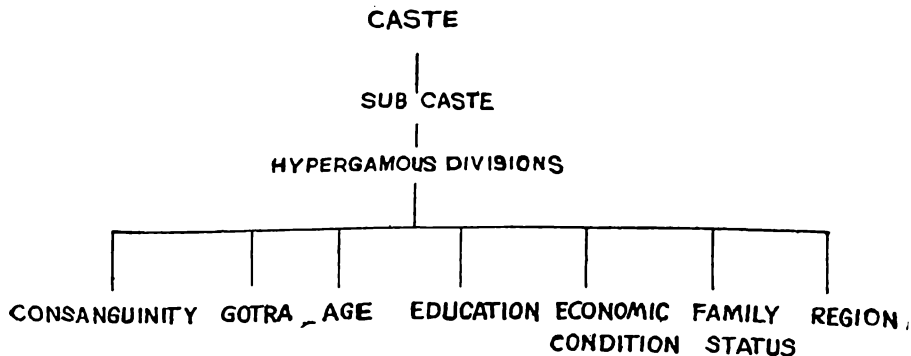 CASTE
SUB CASTE
HYPERGAMOUS DIVISIONS
CONSANGUINITY GOTRA AGE EDUCATION ECONOMIC CONDITION FAMILY STATUS REGION